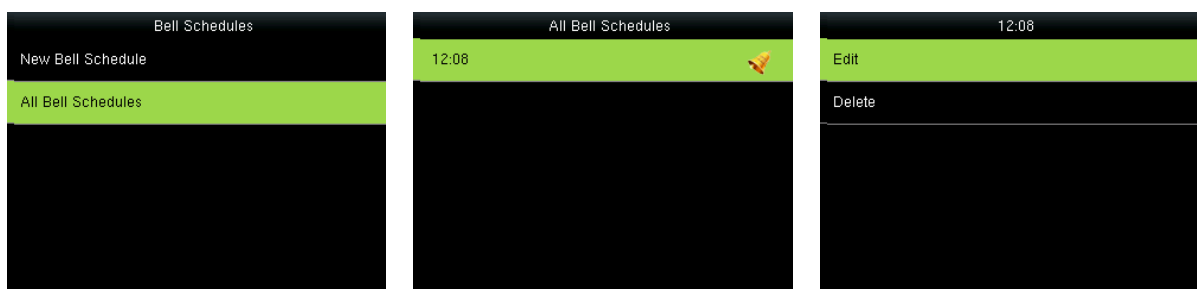 Bell Schedules
New Bell Schedule
All Bell Schedules
All Bell Schedules
12:08
12:08
Edit
Delete